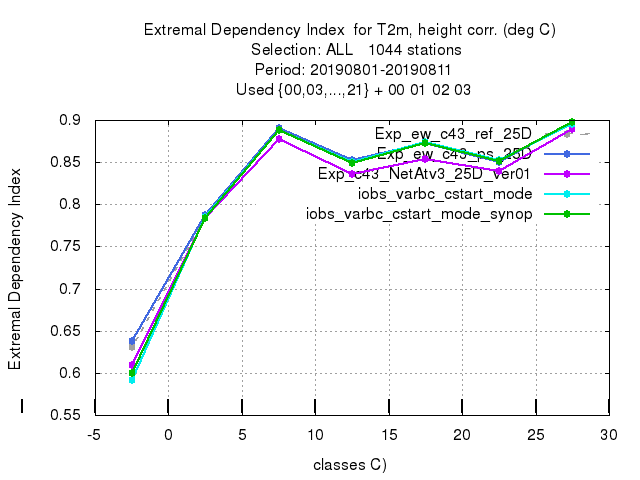 Extremal Dependency Index for T2m, height corr. (deg C)
Selection: ALL 1044 stations
Period: 20190801-20190811
Used {00,03,...,21} + 00 01 02 03
Exp_ew_c43_ref_25D
Exp_ew_c43_ps_25D
Exp_c43_NetAtv3_25D_Ver01
iobs_varbc_cstart_mode
iobs_varbc_cstart_mode_synop
Extremal Dependency Index
0.9
0.85
0.8
0.75
0.7
0.65
0.6
0.55
-5 0 5 10 15 20 25 30
classes C)